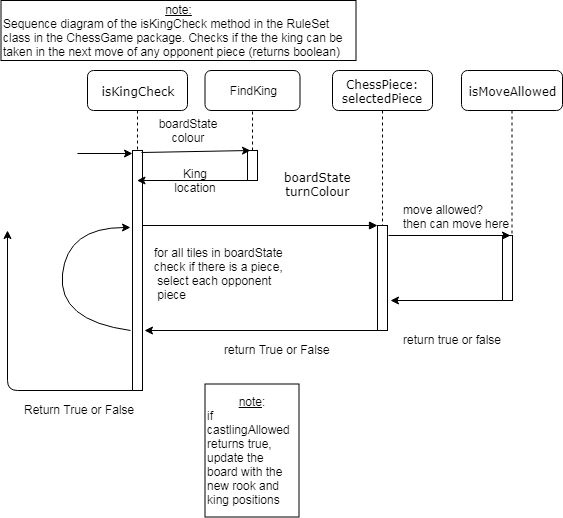 note:
Sequence diagram of the isKingCheck method in the RuleSet
class in the ChessGame package. Checks if the the king can be
taken in the next move of any opponent piece (returns boolean)
isKingCheck
FindKing
ChessPiece:
selectedPiece
isMoveAllowed
boardState
colour
King
location
boardState
turnColour
move allowed?
then can move here
for all tiles in boardState
check if there is a piece,
select each opponent
piece
return true or false
return True or False
Return True or False
note:
if
castlingAllowed
returns true,
update the
board with the
new rook and
king positions